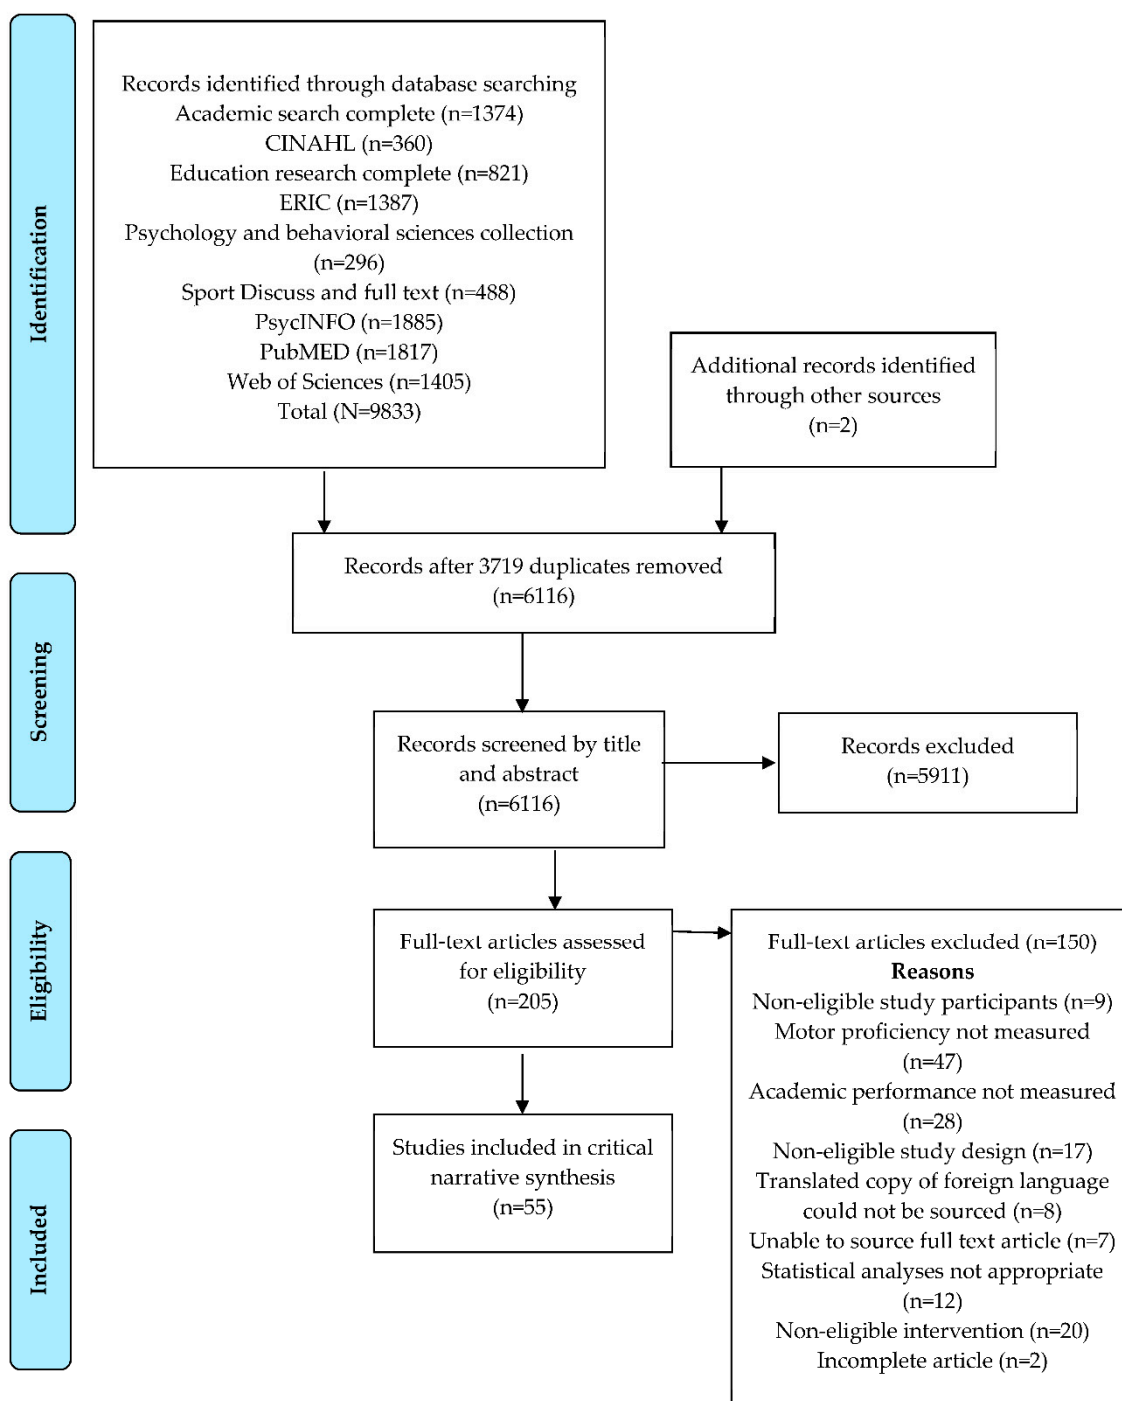 Identification
Records identified through database searching
Academic search complete (n=1374)
CINAHL (n=360)
Education research complete (n=821)
ERIC (n=1387)
Psychology and behavioral sciences collection
(n=296)
Sport Discuss and full text (n=488)
PsycINFO (n=1885)
PubMED (n=1817)
Web of Sciences (n=1405)
Total (N=9833)
Additional records identified
through other sources
(n=2)
Records after 3719 duplicates removed
(n=6116)
Screening
Records screened by title
and abstract
(n=6116)
Records excluded
(n=5911)
Eligibility
Full-text articles assessed
for eligibility
(n=205)
Full-text articles excluded (n=150)
Reasons
Non-eligible study participants (n=9)
Motor proficiency not measured
(n=47)
Academic performance not measured
(n=28)
Non-eligible study design (n=17)
Translated copy of foreign language
could not be sourced (n=8)
Unable to source full text article (n=7)
Statistical analyses not appropriate
(n=12)
Non-eligible intervention (n=20)
Incomplete article (n=2)
Included
Studies included in critical
narrative synthesis
(n=55)